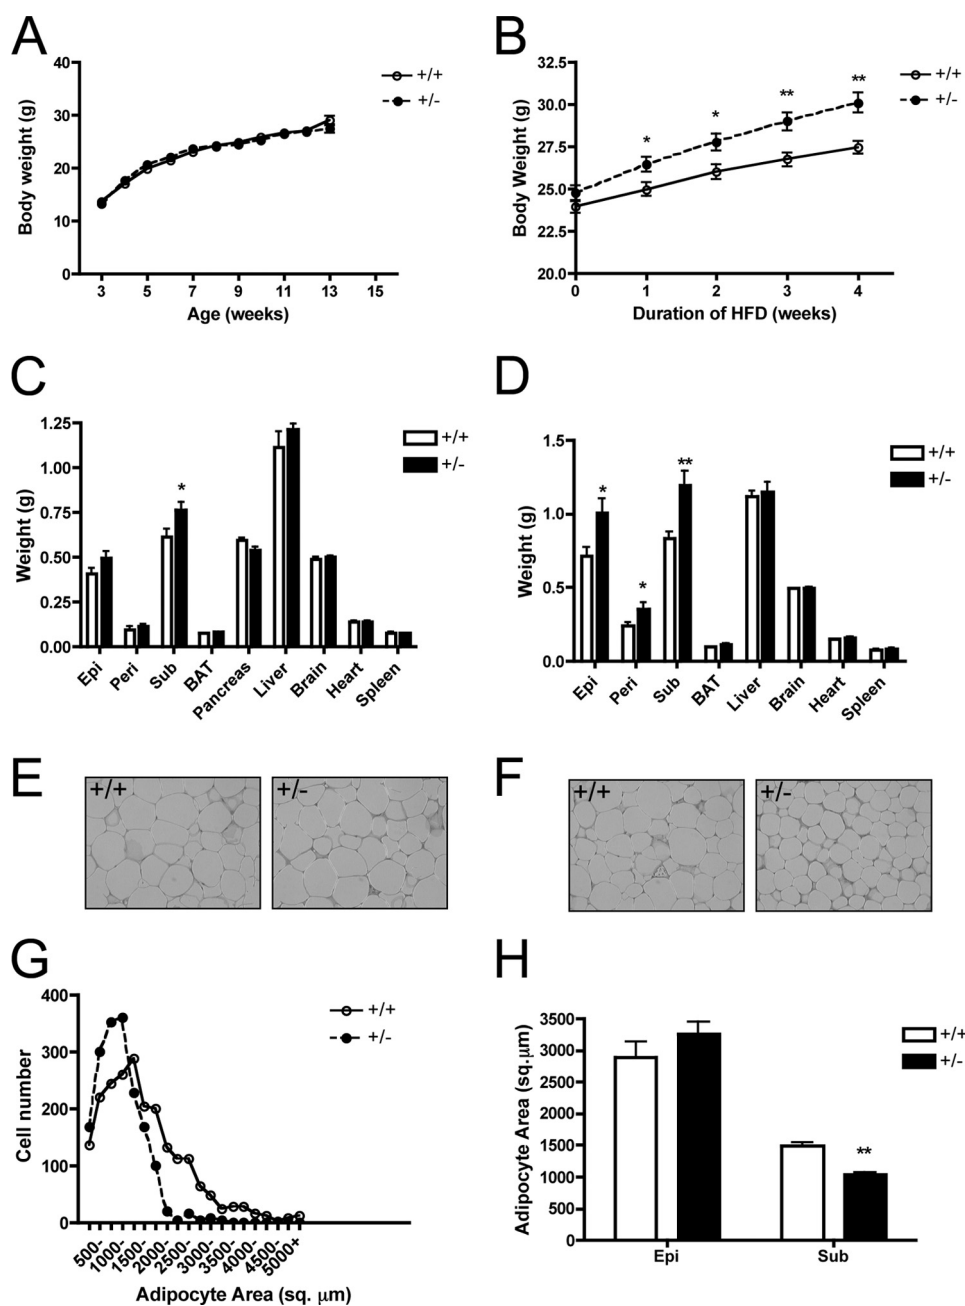 A
40
30
20
10
0
Body weight (g)
3 5 7 9 11 13 15
Age (weeks)
+/+
+/-
B
32.5
30.0
27.5
25.0
22.5
20.0
Body Weight (g)
* * ** **
0 1 2 3 4
Duration of HFD (weeks)
+/+
+/-
C
1.25
1.00
0.75
0.50
0.25
0.00
Weight (g)
*
Epi Peri Sub BAT Pancreas Liver Brain Heart Spleen
+/+
+/-
D
1.5
1.0
0.5
0.0
Weight (g)
* * **
Epi Peri Sub BAT Liver Brain Heart Spleen
+/+
+/-
E
+/+
+/-
F
+/+
+/-
G
400
300
200
100
0
Cell number
500- 1000- 1500- 2000- 2500- 3000- 3500- 4000- 4500- 5000+
Adipocyte Area (sq. µm)
+/+
+/-
H
3500
3000
2500
2000
1500
1000
500
0
Adipocyte Area (sq.µm)
**
Epi Sub
+/+
+/-